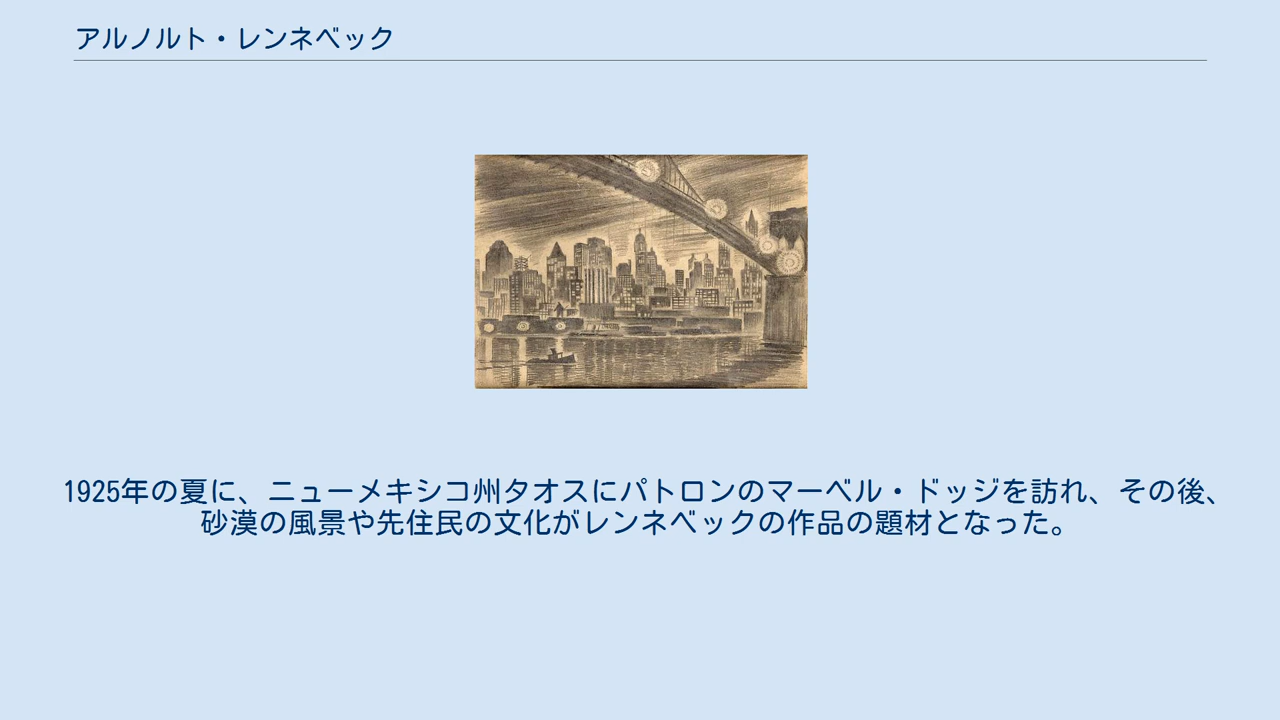 アルノルト・レンネベック
1925年の夏に、ニューメキシコ州タオスにパトロンのマーベル・ドッジを訪れ、その後、
砂漠の風景や先住民の文化がレンネベックの作品の題材となった。